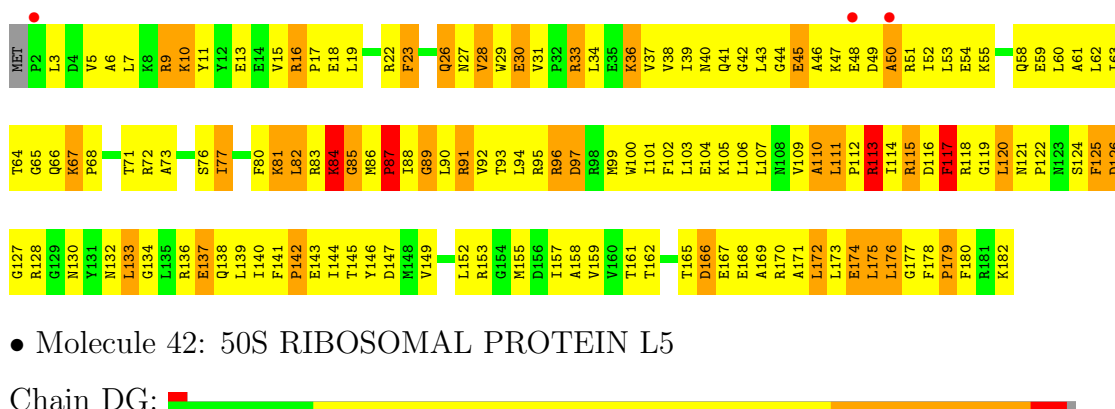 MET P2 L3 D4 V5 A6 L7 K8 R9 K10 Y11 Y12 E13 E14 V15 R16 P17 E18 L19 R22 F23 Q26 N27 V28 W29 E30 V31 P32 R33 L34 E35 K36 V37 V38 I39 N40 Q41 G42 L43 G44 E45 A46 K47 E48 D49 A50 R51 I52 L53 E54 K55 Q58 E59 L60 A61 L62 I63
T64 G65 Q66 K67 P68 T71 R72 A73 S76 I77 F80 K81 L82 R83 K84 G85 M86 P87 I88 G89 L90 R91 V92 T93 L94 R95 R96 D97 R98 M99 W100 I101 F102 L103 E104 K105 L106 L107 N108 V109 A110 L111 P112 R113 I114 R115 D116 F117 R118 G119 L120 N121 P122 N123 S124 F125 D126
G127 R128 G129 N130 Y131 N132 L133 G134 L135 R136 E137 Q138 L139 I140 F141 P142 E143 I144 T145 Y146 D147 M148 V149 L152 R153 G154 M155 D156 I157 A158 V159 V160 T161 T162 T165 D166 E167 E168 A169 R170 A171 L172 L173 E174 L175 L176 G177 F178 P179 F180 R181 K182
• Molecule 42: 50S RIBOSOMAL PROTEIN L5
Chain DG: